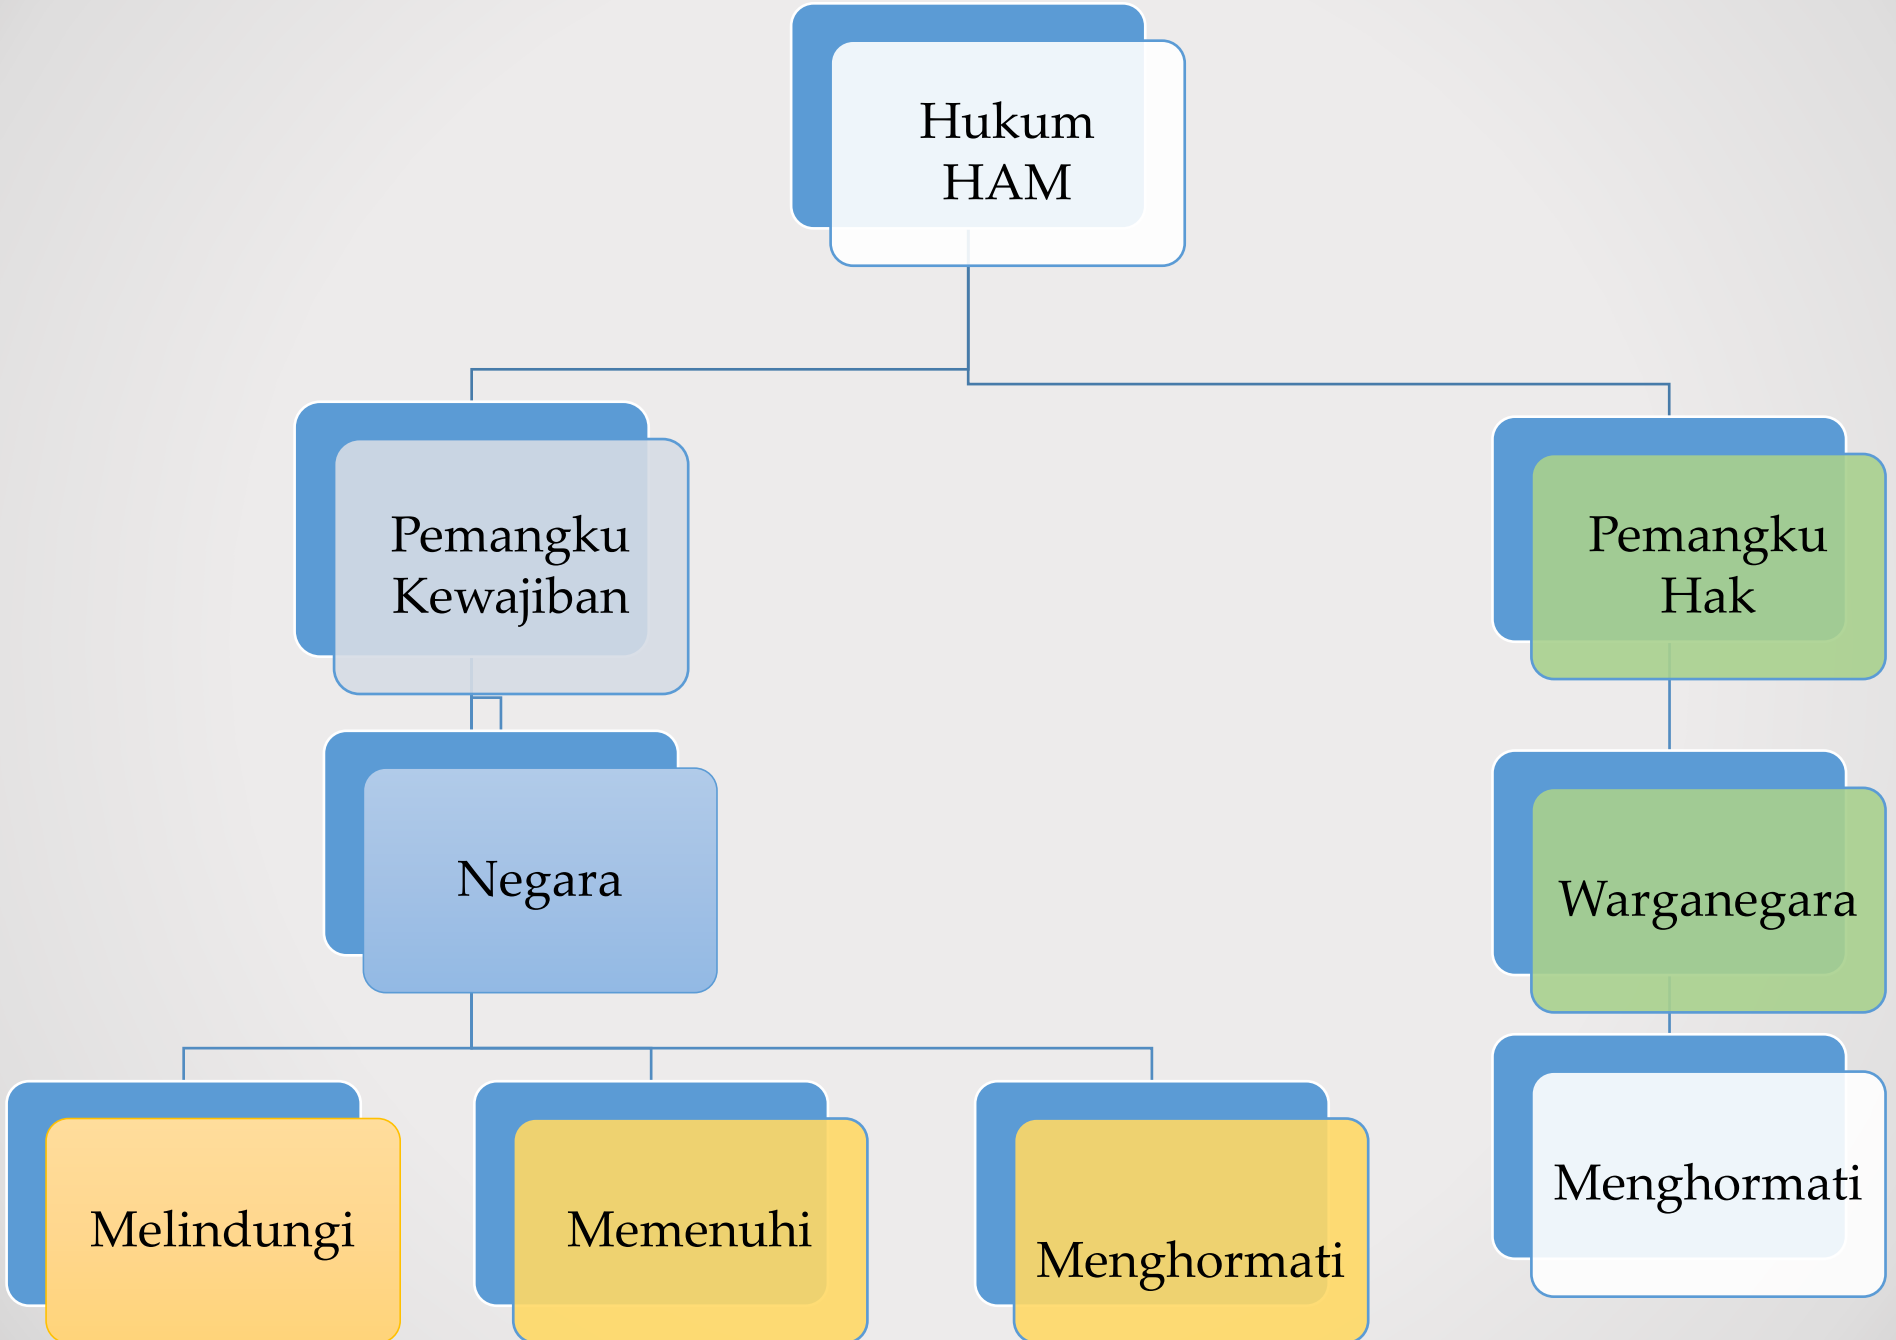 Hukum
HAM
Pemangku
Kewajiban
Pemangku
Hak
Negara
Warganegara
Melindungi
Memenuhi
Menghormati
Menghormati